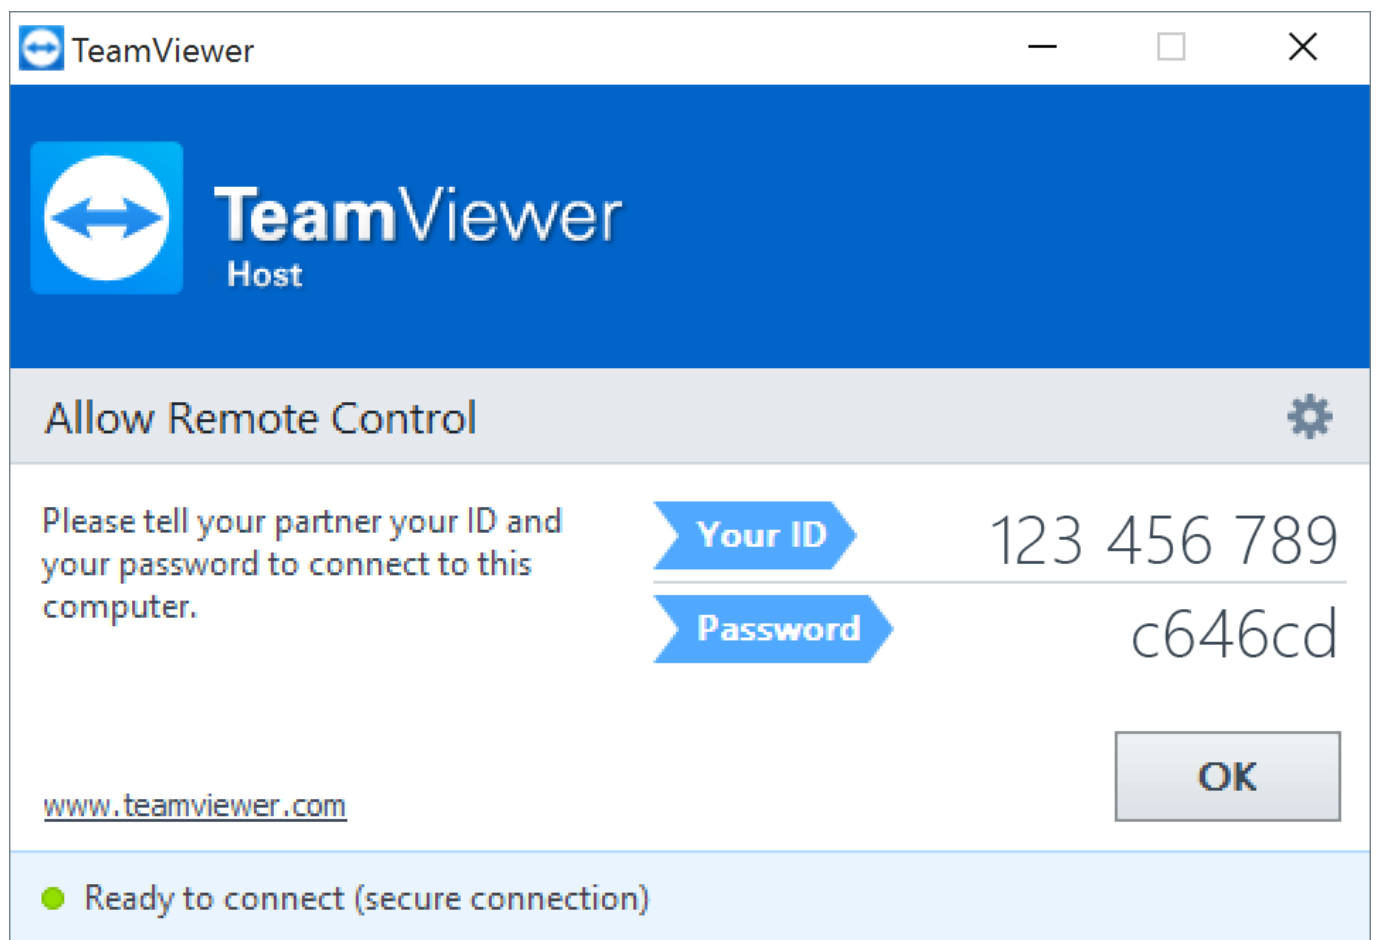 TeamViewer
TeamViewer
Host
Allow Remote Control
Please tell your partner your ID and
your password to connect to this
computer.
Your ID 123 456 789
Password c646cd
OK
www.teamviewer.com
Ready to connect (secure connection)